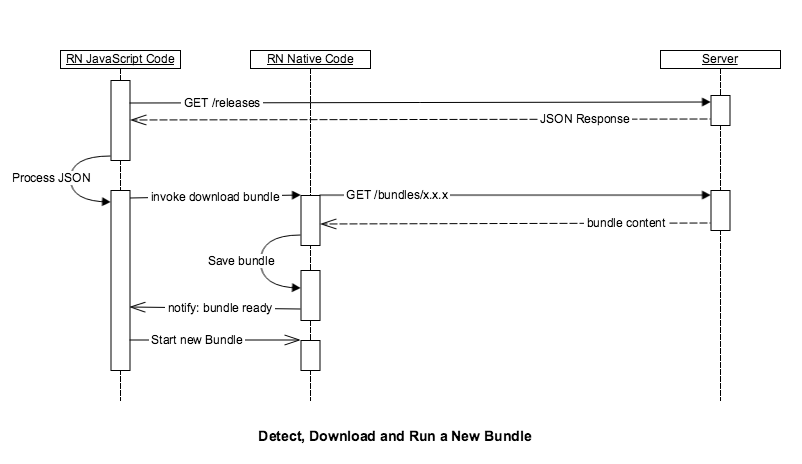 RN JavaScript Code
RN Native Code
Server
GET /releases
JSON Response
Process JSON
invoke download bundle
GET /bundles/x.x.x
bundle content
Save bundle
notify: bundle ready
Start new Bundle
Detect, Download and Run a New Bundle